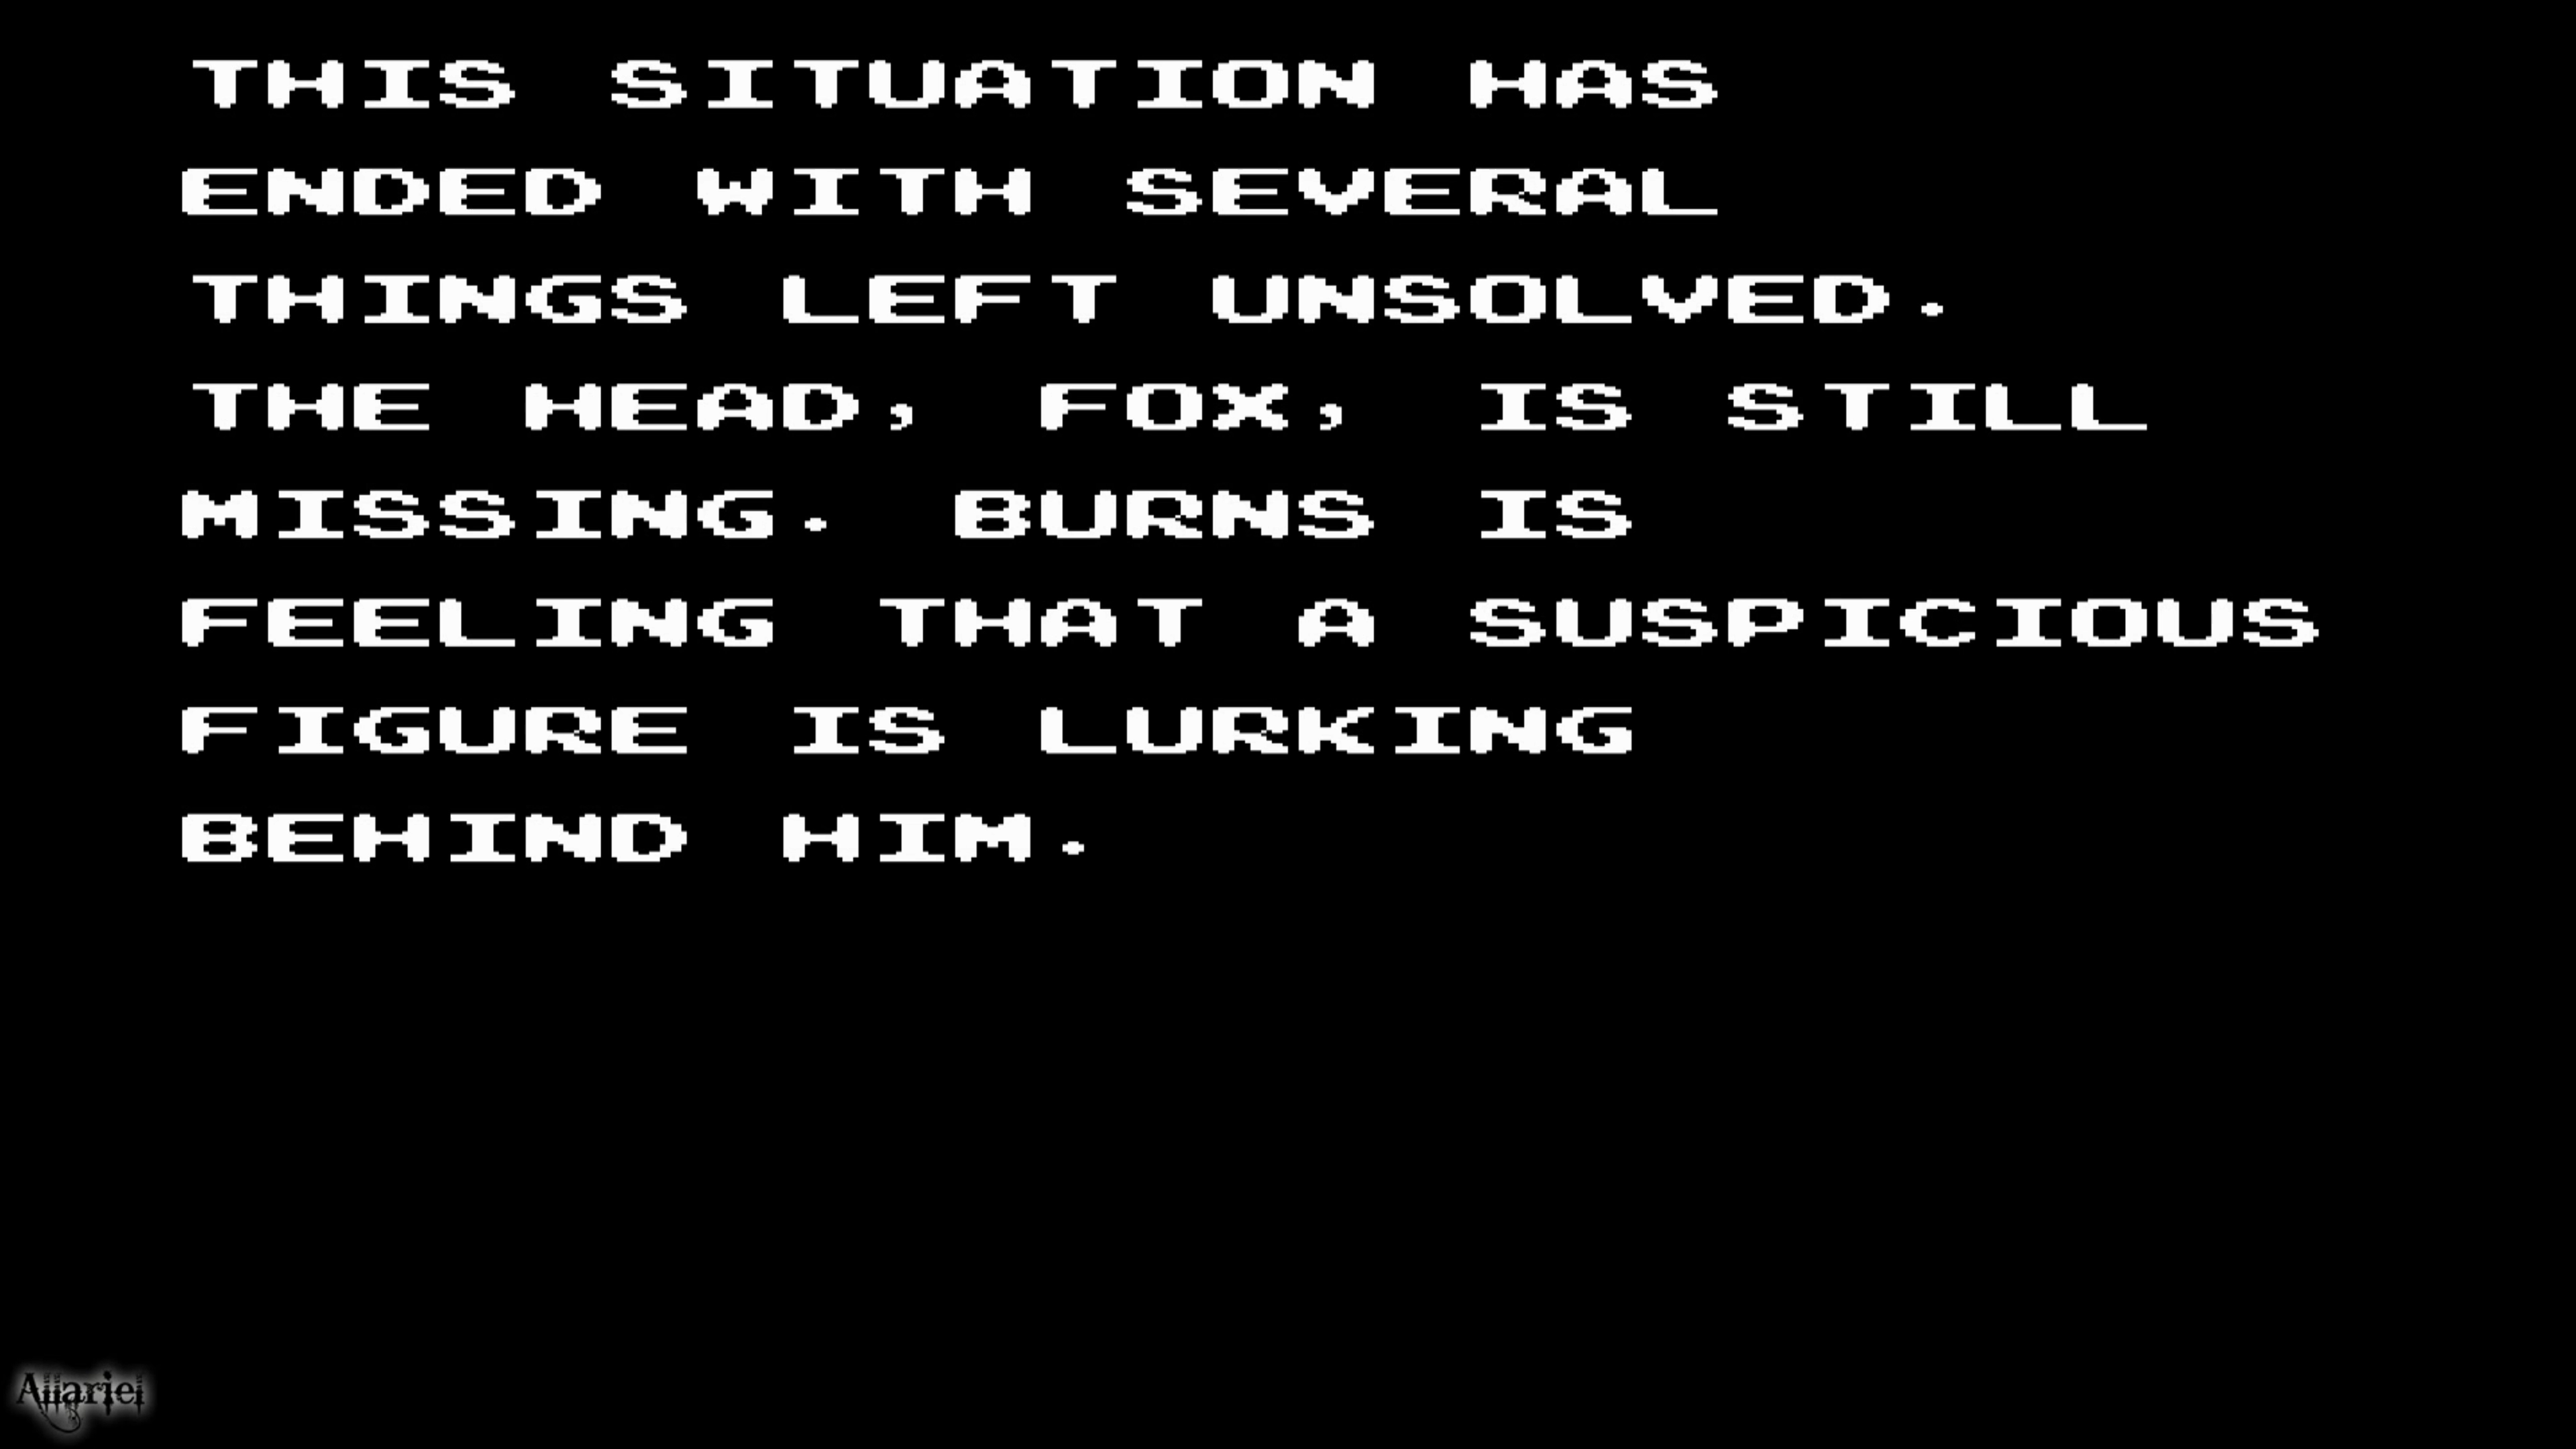 THIS SITUATION HAS
ENDED WITH SEVERAL
THINGS LEFT UNSOLVED.
THE HEAD, FOX, IS STILL
MISSING. BURNS IS
FEELING THAT A SUSPICIOUS
FIGURE IS LURKING
BEHIND HIM.
Allariel